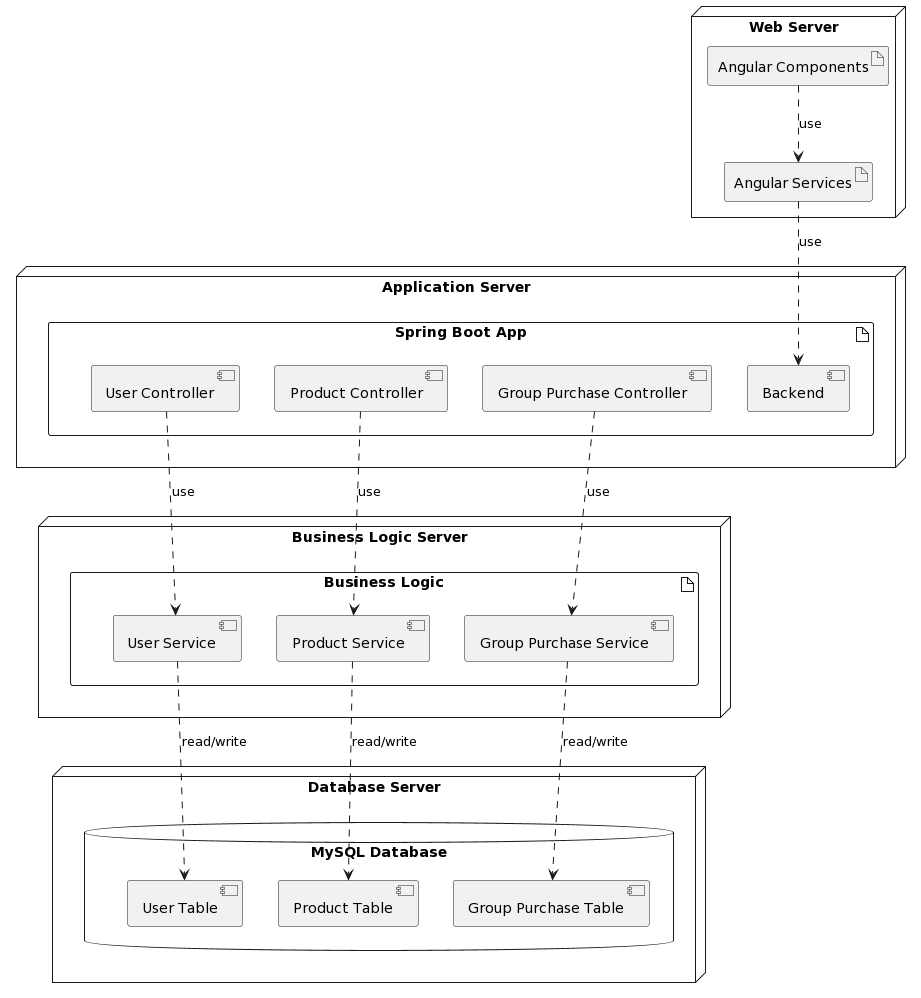 Web Server
Angular Components
use
Angular Services
use
Application Server
Spring Boot App
User Controller
Product Controller
Group Purchase Controller
Backend
use
use
use
Business Logic Server
Business Logic
User Service
Product Service
Group Purchase Service
read/write
read/write
read/write
Database Server
MySQL Database
User Table
Product Table
Group Purchase Table